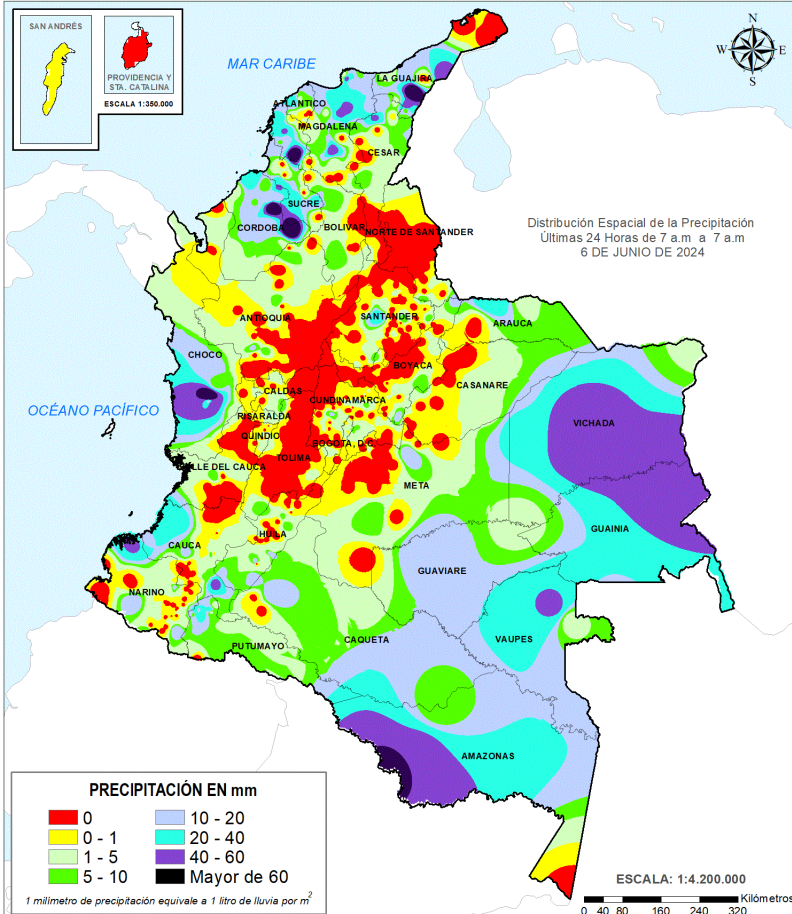 SAN ANDRÉS
PROVIDENCIA Y
STA. CATALINA
ESCALA 1:350.000
N
W
E
S
MAR CARIBE
LA GUAJIRA
ATLANTICO
MAGDALENA
CESAR
SUCRE
CORDOBA
BOLIVAR
NORTE DE SANTANDER
Distribución Espacial de la Precipitación
Últimas 24 Horas de 7 a.m a 7 a.m
6 DE JUNIO DE 2024
ANTIOQUIA
SANTANDER
ARAUCA
CHOCO
BOYACA
CASANARE
CALDAS
CUNDINAMARCA
OCÉANO PACÍFICO
RISARALDA
VICHADA
QUINDIO
BOGOTA, D.C.
TOLIMA
VALLE DEL CAUCA
META
GUAINIA
HUILA
CAUCA
GUAVIARE
NARINO
VAUPES
CAQUETA
PUTUMAYO
AMAZONAS
PRECIPITACIÓN EN mm
0
10 - 20
0 - 1
20 - 40
1 - 5
40 - 60
5 - 10
Mayor de 60
1 milímetro de precipitación equivale a 1 litro de lluvia por m²
ESCALA: 1:4.200.000
Kilómetros
0 40 80 160 240 320